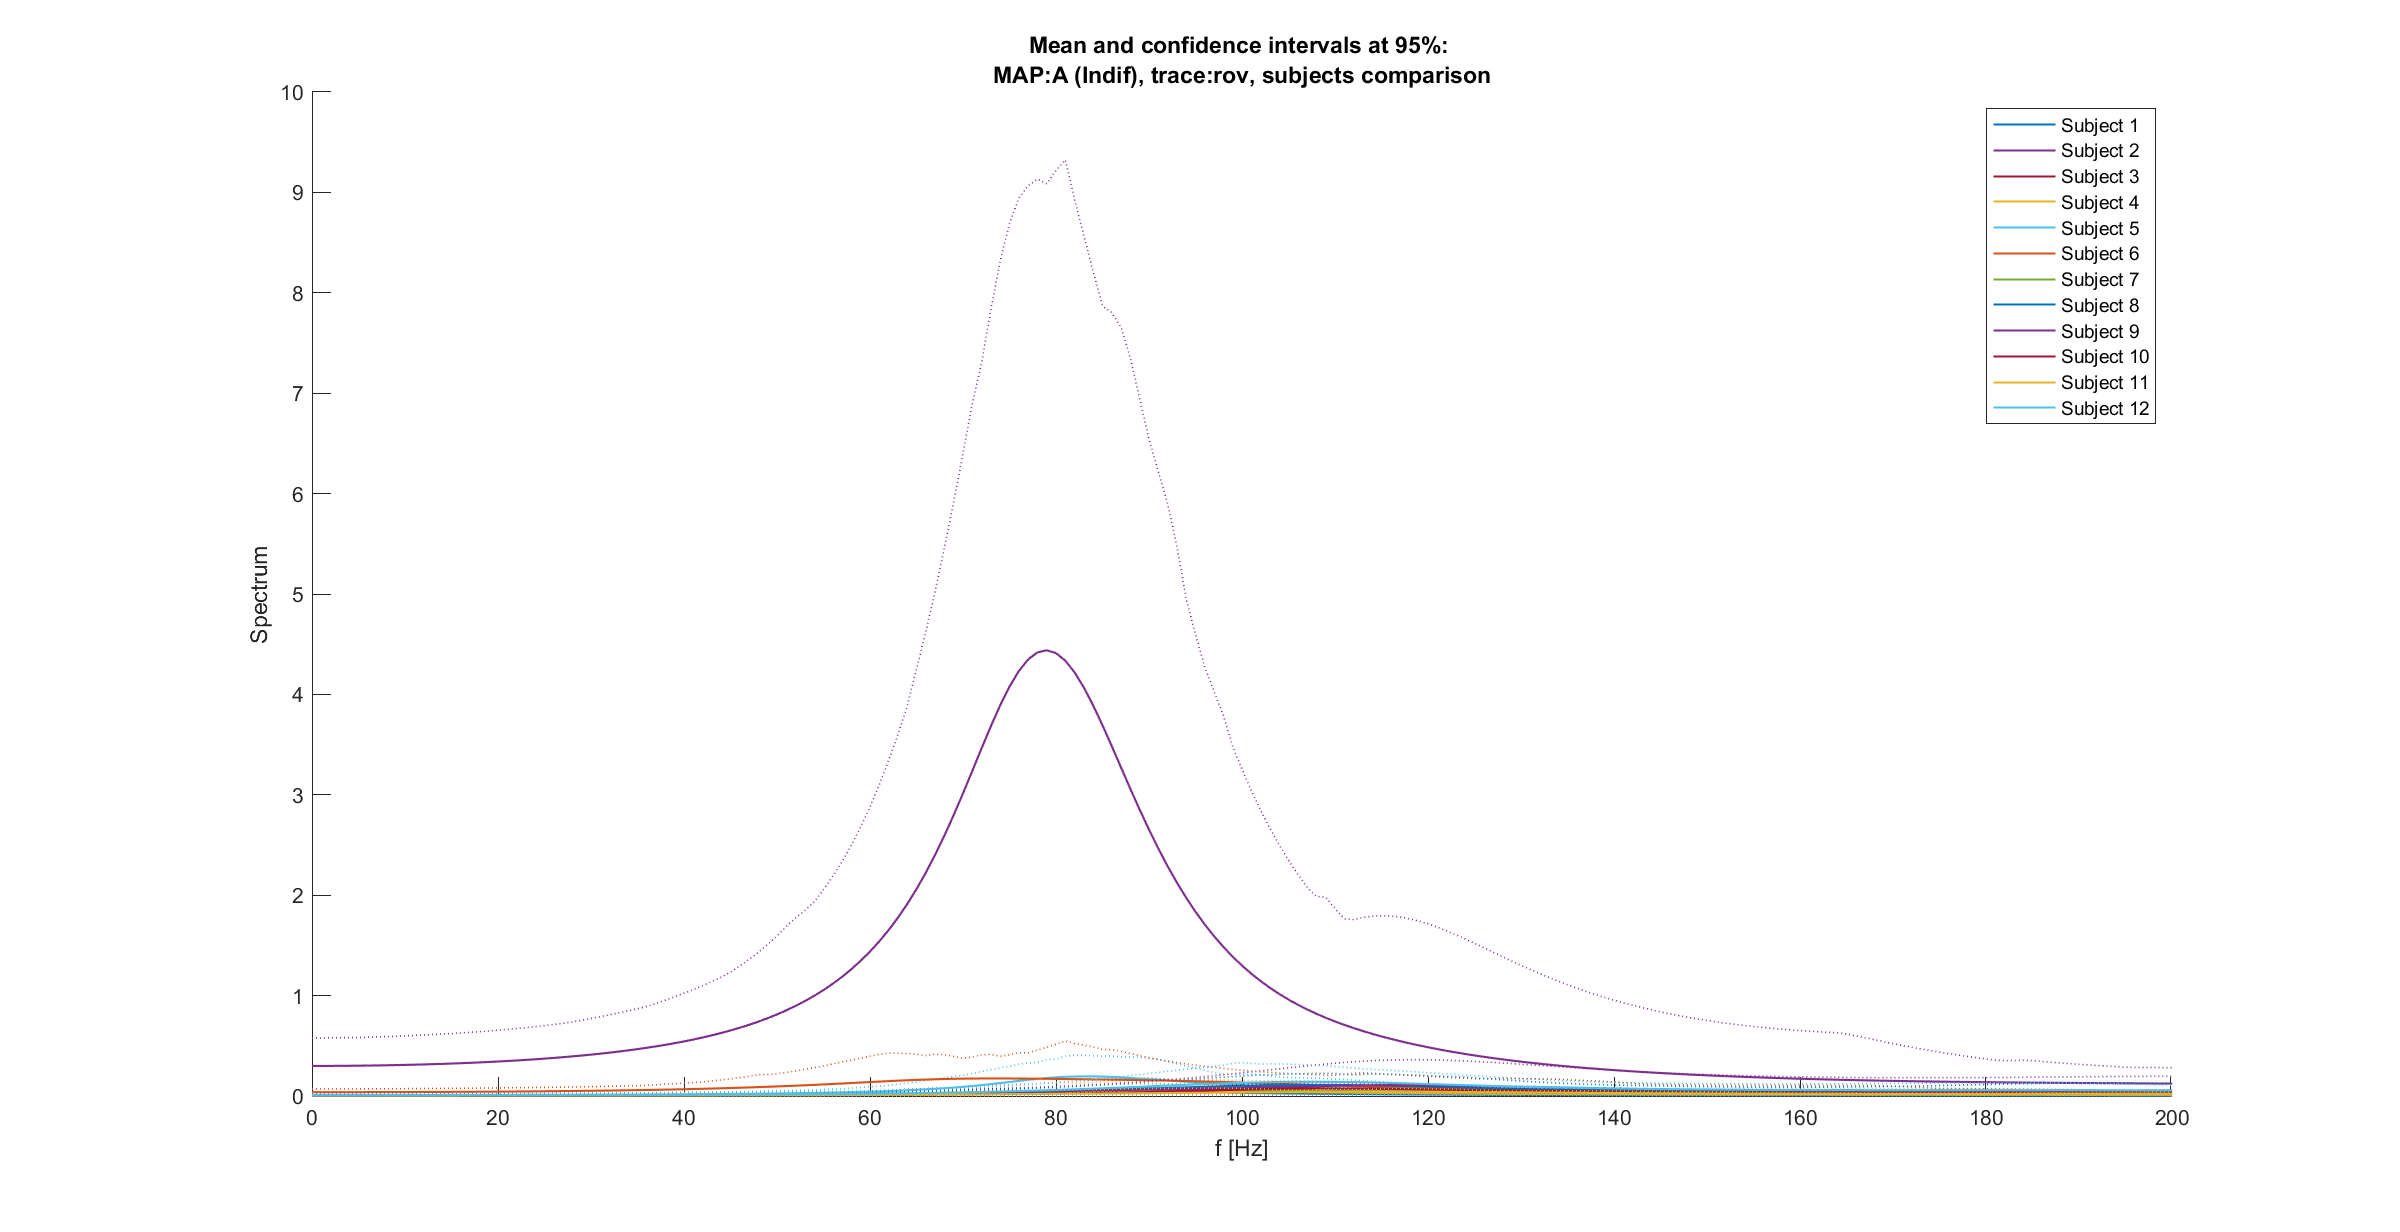 Mean and confidence intervals at 95%:
MAP:A (Indif), trace:rov, subjects comparison
10
9
8
7
6
5
4
3
2
1
0
Spectrum
Subject 1
Subject 2
Subject 3
Subject 4
Subject 5
Subject 6
Subject 7
Subject 8
Subject 9
Subject 10
Subject 11
Subject 12
0 20 40 60 80 100 120 140 160 180 200
f [Hz]